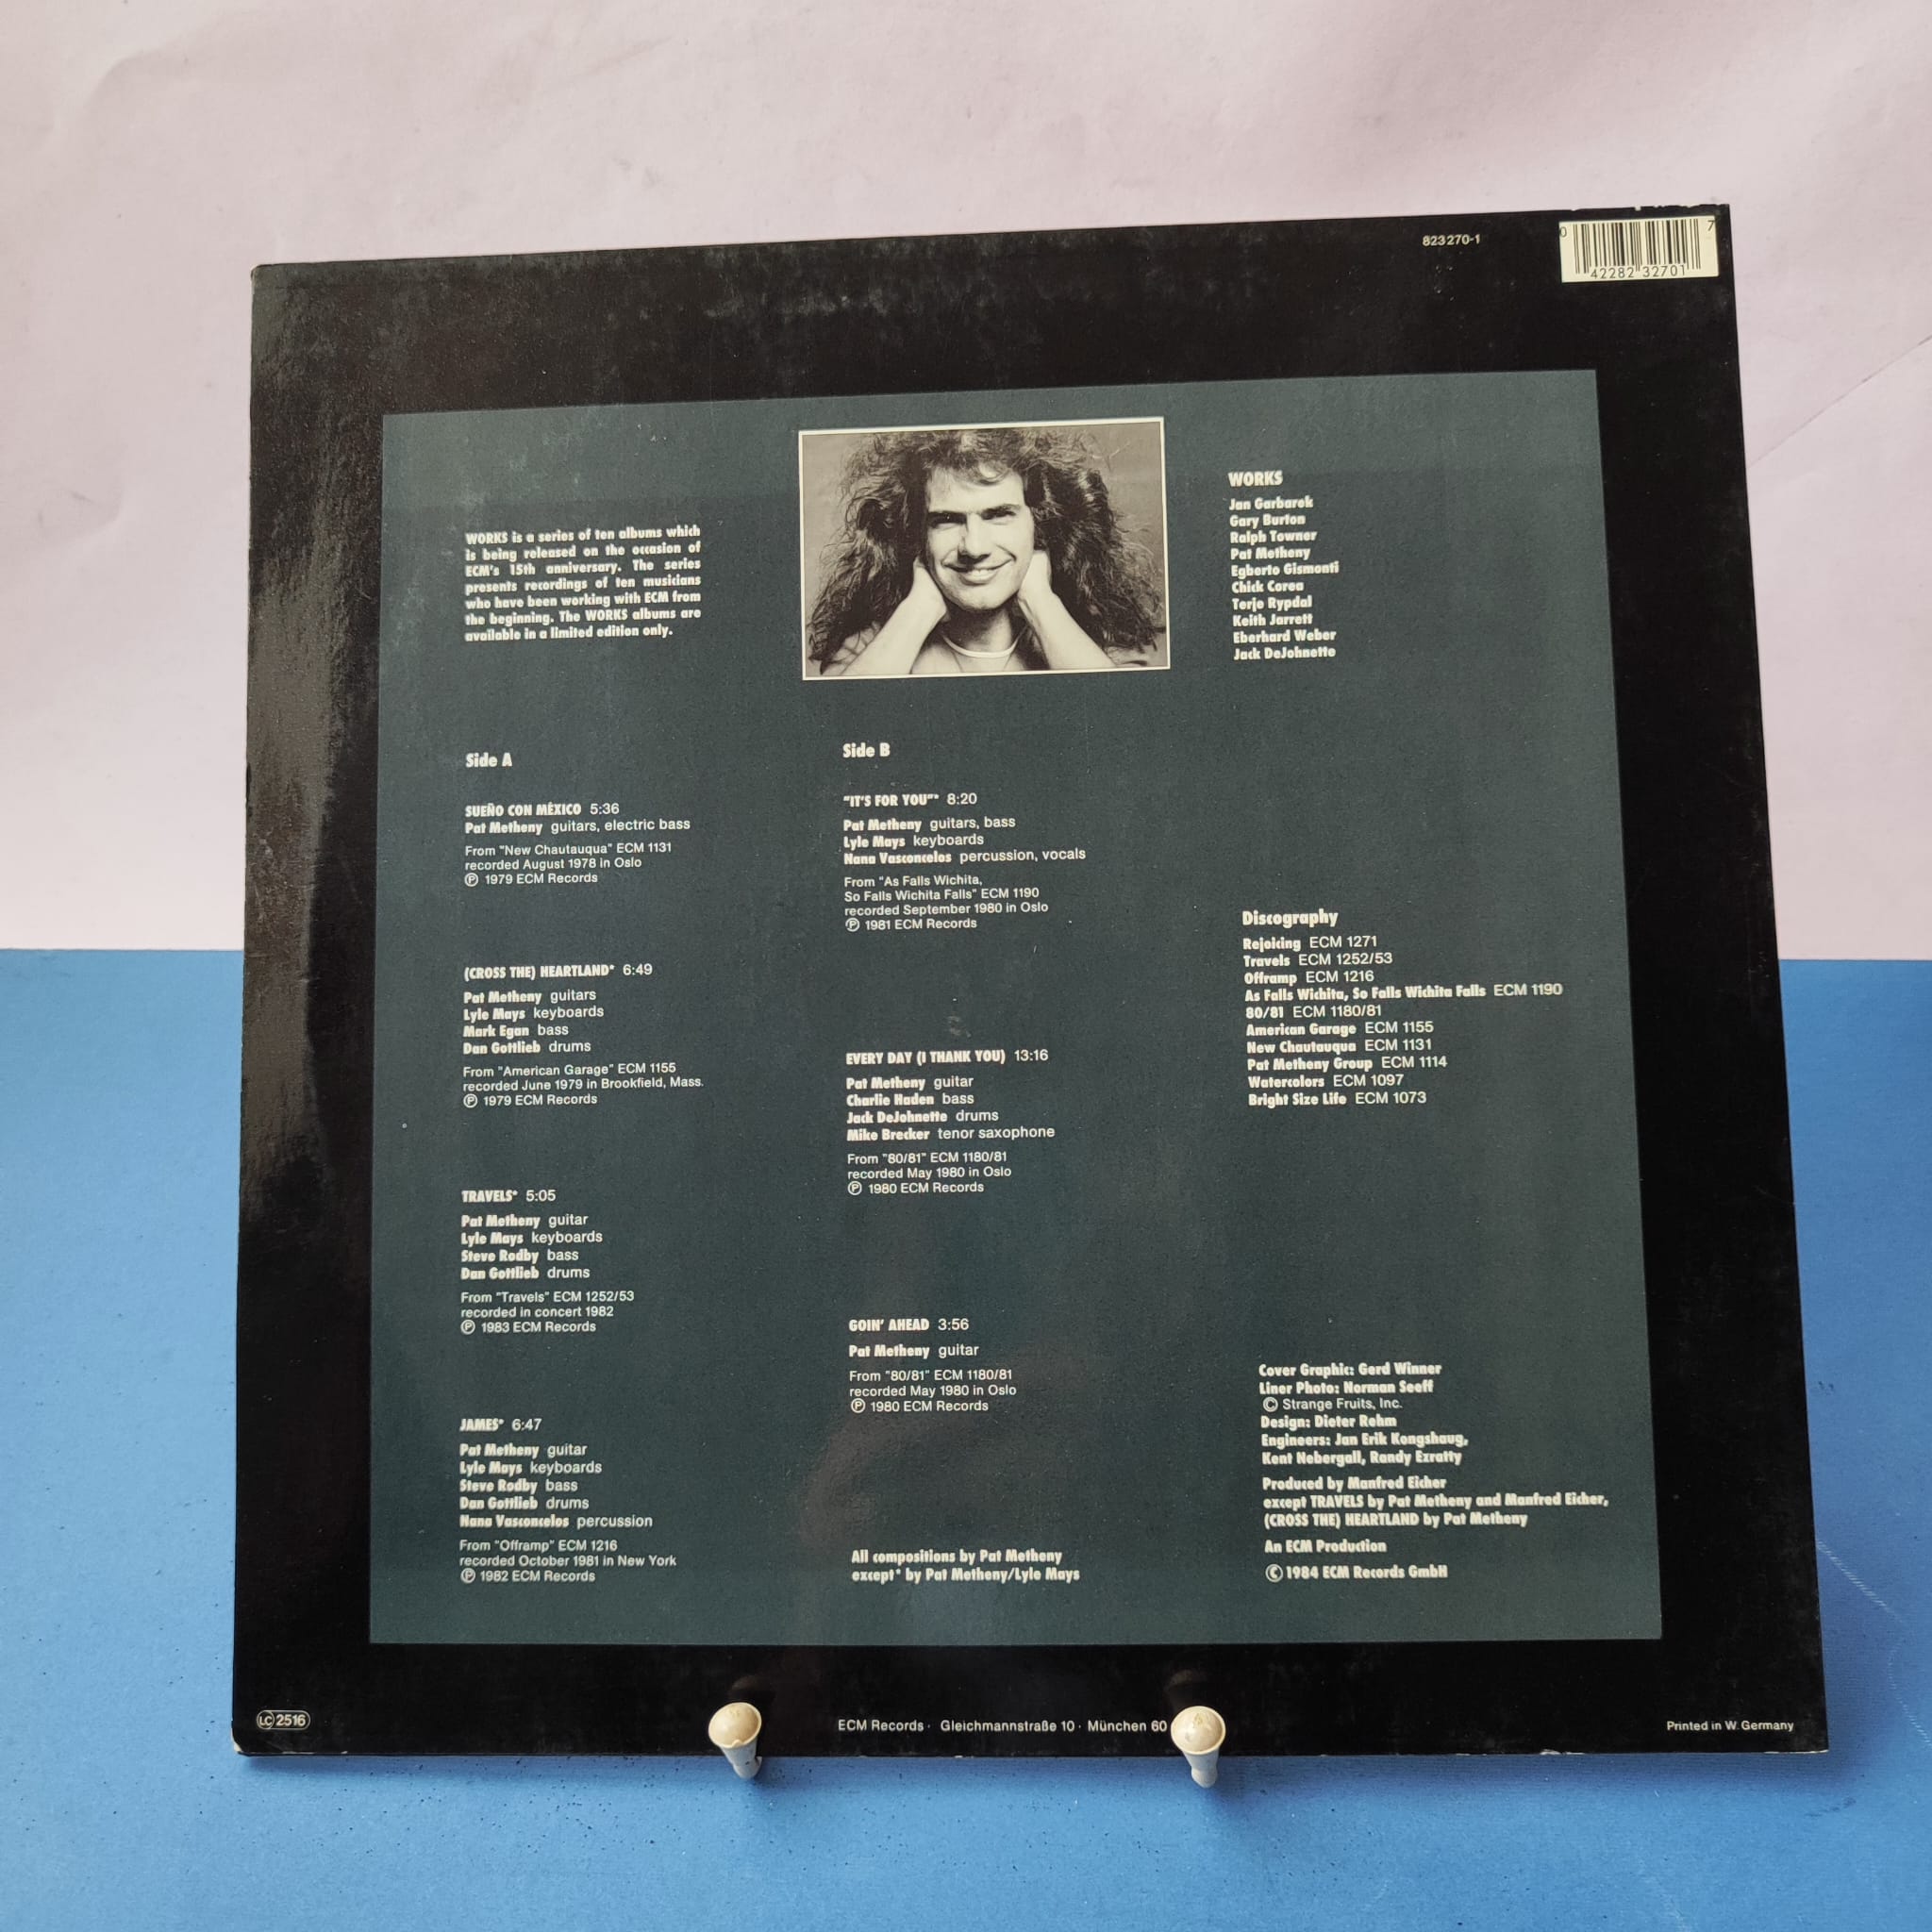 823 270-1
0 42282 32701 7
WORKS is a series of ten albums which
is being released on the occasion of
ECM's 15th anniversary. The series
presents recordings of ten musicians
who have been working with ECM from
the beginning. The WORKS albums are
available in a limited edition only.
WORKS
Jan Garbarek
Gary Burton
Ralph Towner
Pat Metheny
Egberto Gismonti
Chick Corea
Terje Rypdal
Keith Jarrett
Eberhard Weber
Jack DeJohnette
Side A
SUEÑO CON MÉXICO 5:36
Pat Metheny guitars, electric bass
From "New Chautauqua" ECM 1131
recorded August 1978 in Oslo
Ⓟ 1979 ECM Records
(CROSS THE) HEARTLAND* 6:49
Pat Metheny guitars
Lyle Mays keyboards
Mark Egan bass
Dan Gottlieb drums
From "American Garage" ECM 1155
recorded June 1979 in Brookfield, Mass.
Ⓟ 1979 ECM Records
TRAVELS* 5:05
Pat Metheny guitar
Lyle Mays keyboards
Steve Rodby bass
Dan Gottlieb drums
From "Travels" ECM 1252/53
recorded in concert 1982
Ⓟ 1983 ECM Records
JAMES* 6:47
Pat Metheny guitar
Lyle Mays keyboards
Steve Rodby bass
Dan Gottlieb drums
Nana Vasconcelos percussion
From "Offramp" ECM 1216
recorded October 1981 in New York
Ⓟ 1982 ECM Records
Side B
"IT'S FOR YOU"* 8:20
Pat Metheny guitars, bass
Lyle Mays keyboards
Nana Vasconcelos percussion, vocals
From "As Falls Wichita,
So Falls Wichita Falls" ECM 1190
recorded September 1980 in Oslo
Ⓟ 1981 ECM Records
EVERY DAY (I THANK YOU) 13:16
Pat Metheny guitar
Charlie Haden bass
Jack DeJohnette drums
Mike Brecker tenor saxophone
From "80/81" ECM 1180/81
recorded May 1980 in Oslo
Ⓟ 1980 ECM Records
GOIN' AHEAD 3:56
Pat Metheny guitar
From "80/81" ECM 1180/81
recorded May 1980 in Oslo
Ⓟ 1980 ECM Records
All compositions by Pat Metheny
except* by Pat Metheny/Lyle Mays
Discography
Rejoicing ECM 1271
Travels ECM 1252/53
Offramp ECM 1216
As Falls Wichita, So Falls Wichita Falls ECM 1190
80/81 ECM 1180/81
American Garage ECM 1155
New Chautauqua ECM 1131
Pat Metheny Group ECM 1114
Watercolors ECM 1097
Bright Size Life ECM 1073
Cover Graphic: Gerd Winner
Liner Photo: Norman Seeff
© Strange Fruits, Inc.
Design: Dieter Rehm
Engineers: Jan Erik Kongshaug,
Kent Nebergall, Randy Ezratty
Produced by Manfred Eicher
except TRAVELS by Pat Metheny and Manfred Eicher,
(CROSS THE) HEARTLAND by Pat Metheny
An ECM Production
© 1984 ECM Records GmbH
LC 2516
ECM Records · Gleichmannstraße 10 · München 60
Printed in W. Germany